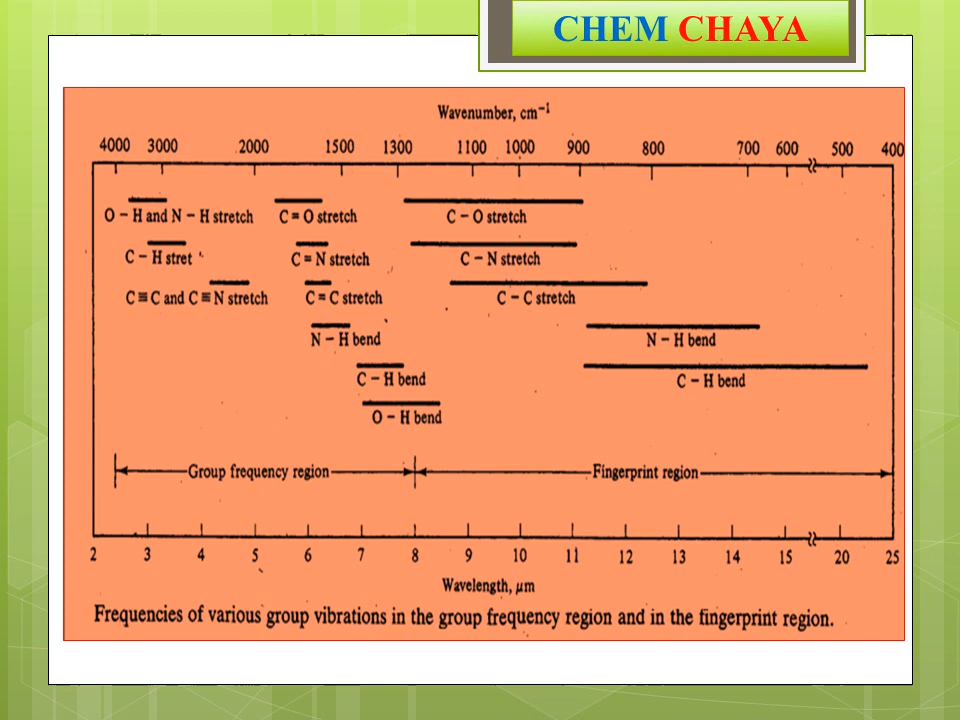 CHEM CHAYA
Wavenumber, cm⁻¹
4000 3000 2000 1500 1300 1100 1000 900 800 700 600 500 400
O – H and N – H stretch C = O stretch C – O stretch
C – H stret C = N stretch C – N stretch
C ≡ C and C ≡ N stretch C = C stretch C – C stretch
N – H bend N – H bend
C – H bend C – H bend
O – H bend
Group frequency region Fingerprint region
2 3 4 5 6 7 8 9 10 11 12 13 14 15 20 25
Wavelength, μm
Frequencies of various group vibrations in the group frequency region and in the fingerprint region.